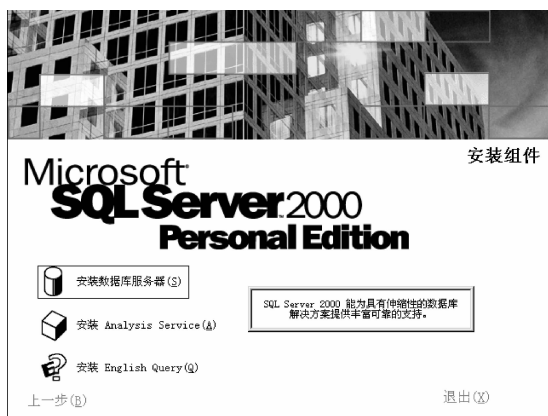 安装组件
Microsoft
SQL Server 2000
Personal Edition
安装数据库服务器(S)
SQL Server 2000 能为具有伸缩性的数据库
解决方案提供丰富可靠的支持。
安装 Analysis Service(A)
安装 English Query(Q)
上一步(B)
退出(X)